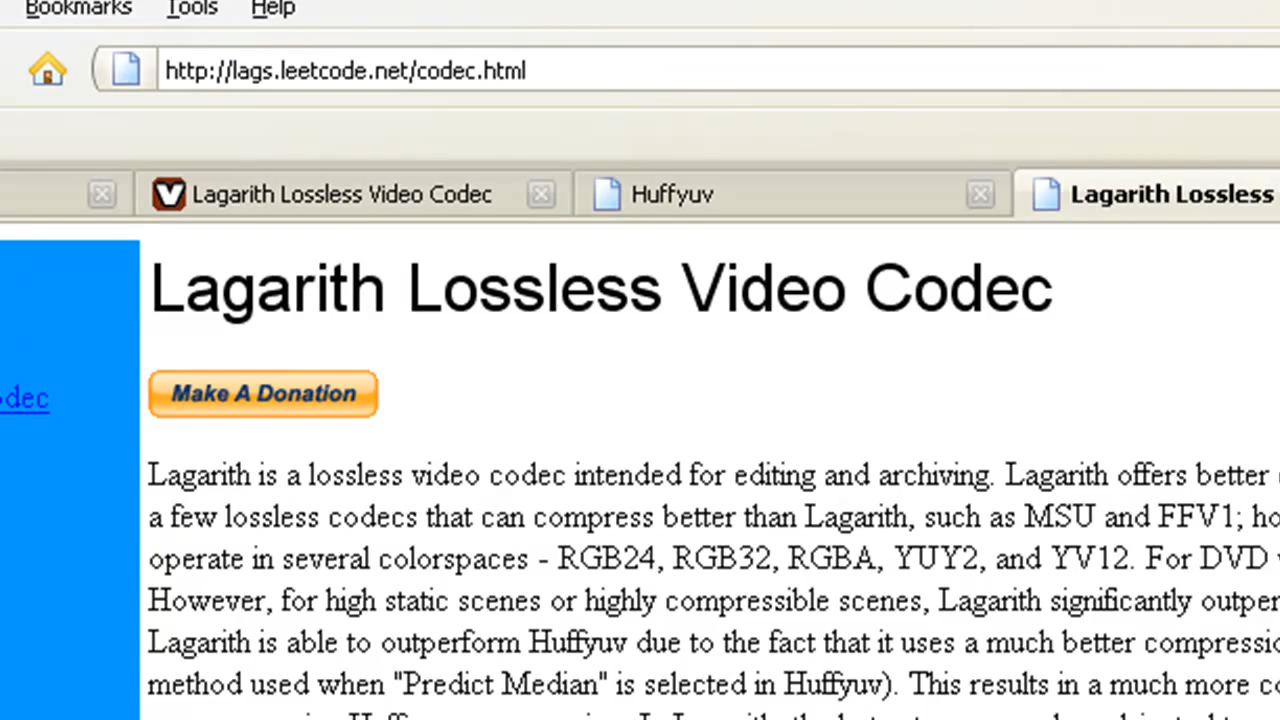 Bookmarks Tools Help
http://lags.leetcode.net/codec.html
Lagarith Lossless Video Codec Huffyuv Lagarith Lossless
Lagarith Lossless Video Codec
Make A Donation
odec
Lagarith is a lossless video codec intended for editing and archiving. Lagarith offers better
a few lossless codecs that can compress better than Lagarith, such as MSU and FFV1; ho
operate in several colorspaces - RGB24, RGB32, RGBA, YUY2, and YV12. For DVD
However, for high static scenes or highly compressible scenes, Lagarith significantly outper
Lagarith is able to outperform Huffyuv due to the fact that it uses a much better compressio
method used when "Predict Median" is selected in Huffyuv). This results in a much more co